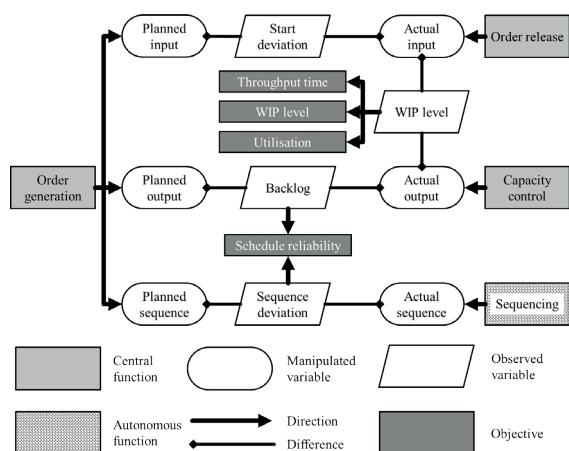 Planned
input
Start
deviation
Actual
input
Order release
Throughput time
WIP level
Utilisation
WIP level
Order
generation
Planned
output
Backlog
Actual
output
Capacity
control
Schedule reliability
Planned
sequence
Sequence
deviation
Actual
sequence
Sequencing
Central
function
Manipulated
variable
Observed
variable
Autonomous
function
Direction
Difference
Objective